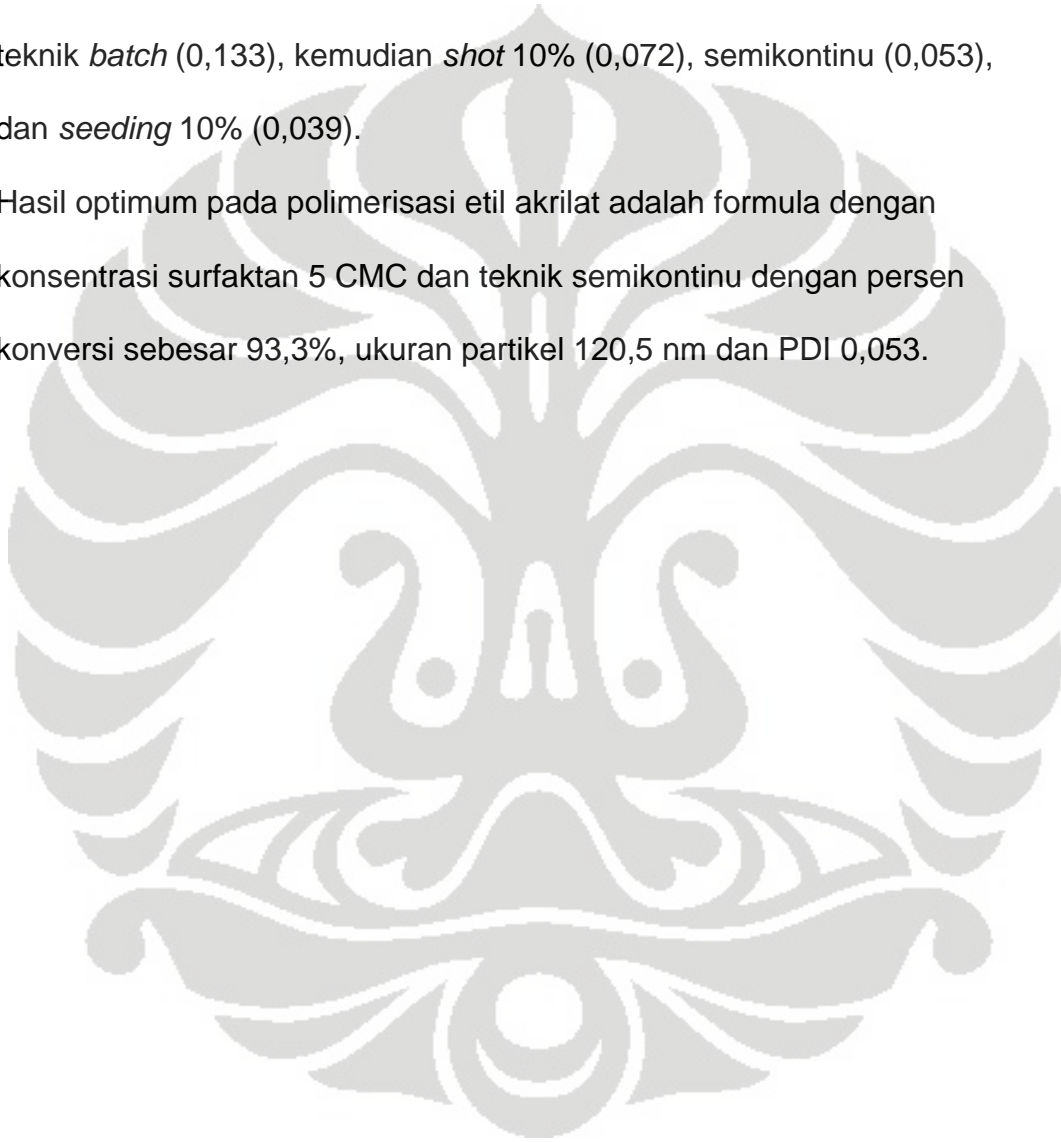 teknik batch (0,133), kemudian shot 10% (0,072), semikontinu (0,053),
dan seeding 10% (0,039).
Hasil optimum pada polimerisasi etil akrilat adalah formula dengan
konsentrasi surfaktan 5 CMC dan teknik semikontinu dengan persen
konversi sebesar 93,3%, ukuran partikel 120,5 nm dan PDI 0,053.